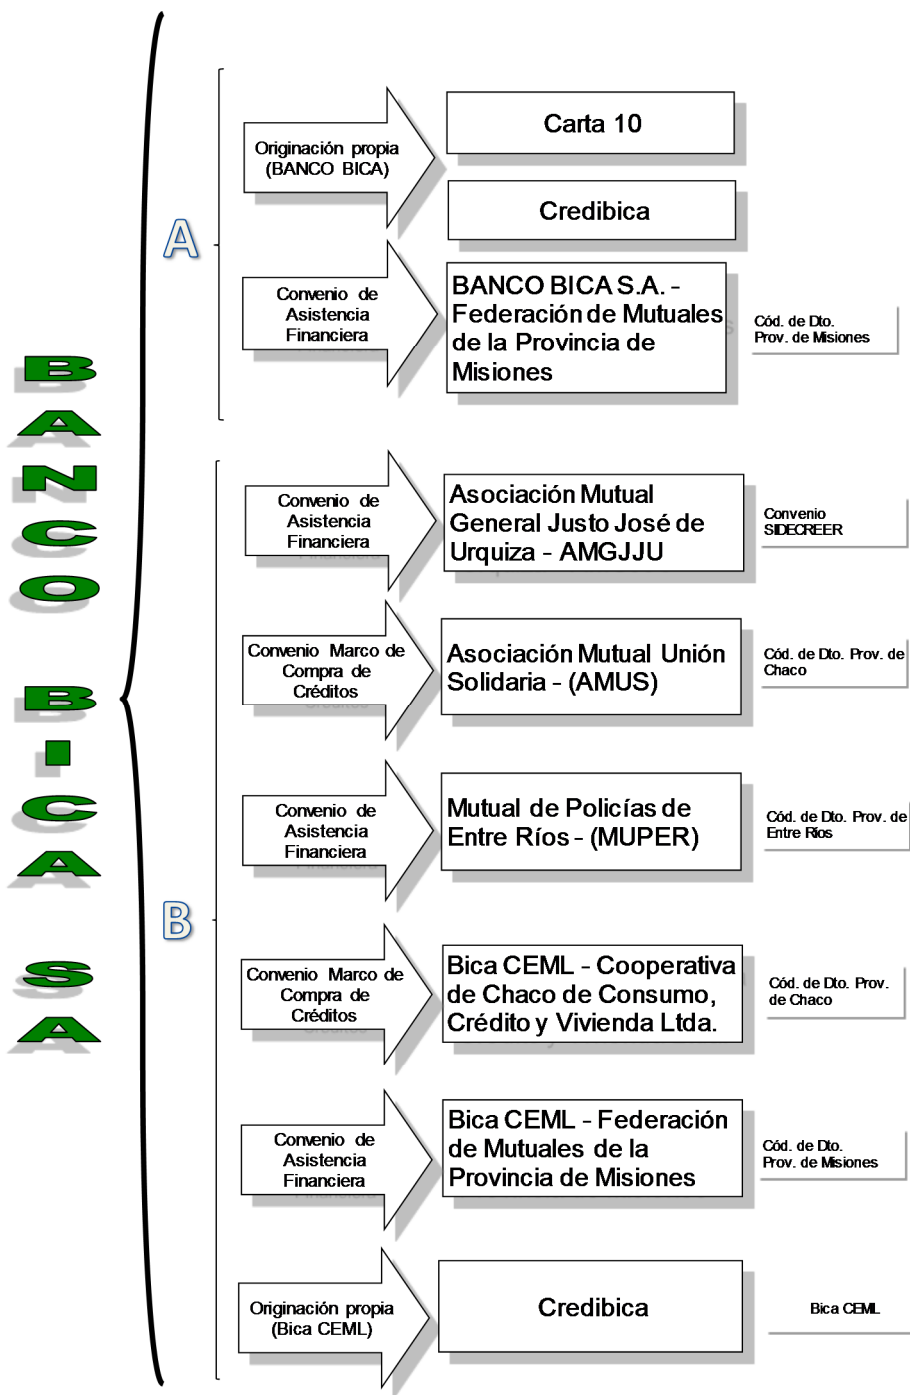 BANCO BICA SA
A
Originación propia
(BANCO BICA)
Carta 10
Credibica
Convenio de
Asistencia
Financiera
BANCO BICA S.A. -
Federación de Mutuales
de la Provincia de
Misiones
Cód. de Dto.
Prov. de Misiones
B
Convenio de
Asistencia
Financiera
Asociación Mutual
General Justo José de
Urquiza - AMGJJU
Convenio
SIDECREER
Convenio Marco de
Compra de
Créditos
Asociación Mutual Unión
Solidaria - (AMUS)
Cód. de Dto. Prov. de
Chaco
Convenio de
Asistencia
Financiera
Mutual de Policías de
Entre Ríos - (MUPER)
Cód. de Dto. Prov. de
Entre Rios
Convenio Marco de
Compra de
Créditos
Bica CEML - Cooperativa
de Chaco de Consumo,
Crédito y Vivienda Ltda.
Cód. de Dto. Prov.
de Chaco
Convenio de
Asistencia
Financiera
Bica CEML - Federación
de Mutuales de la
Provincia de Misiones
Cód. de Dto.
Prov. de Misiones
Originación propia
(Bica CEML)
Credibica
Bica CEML